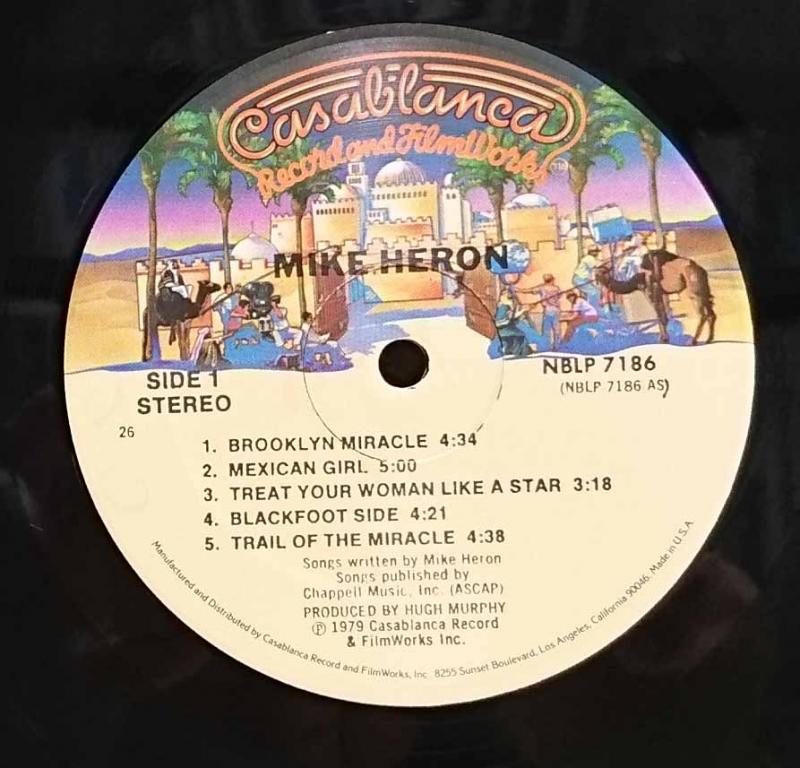 Casablanca
Record and FilmWorks TM
MIKE HERON
SIDE 1
STEREO
NBLP 7186
(NBLP 7186 AS)
26
1. BROOKLYN MIRACLE 4:34
2. MEXICAN GIRL 5:00
3. TREAT YOUR WOMAN LIKE A STAR 3:18
4. BLACKFOOT SIDE 4:21
5. TRAIL OF THE MIRACLE 4:38
Songs written by Mike Heron
Songs published by
Chappell Music, Inc. (ASCAP)
PRODUCED BY HUGH MURPHY
℗ 1979 Casablanca Record
& FilmWorks Inc.
Manufactured and Distributed by Casablanca Record and FilmWorks, Inc. 8255 Sunset Boulevard, Los Angeles, California 90046. Made in U.S.A